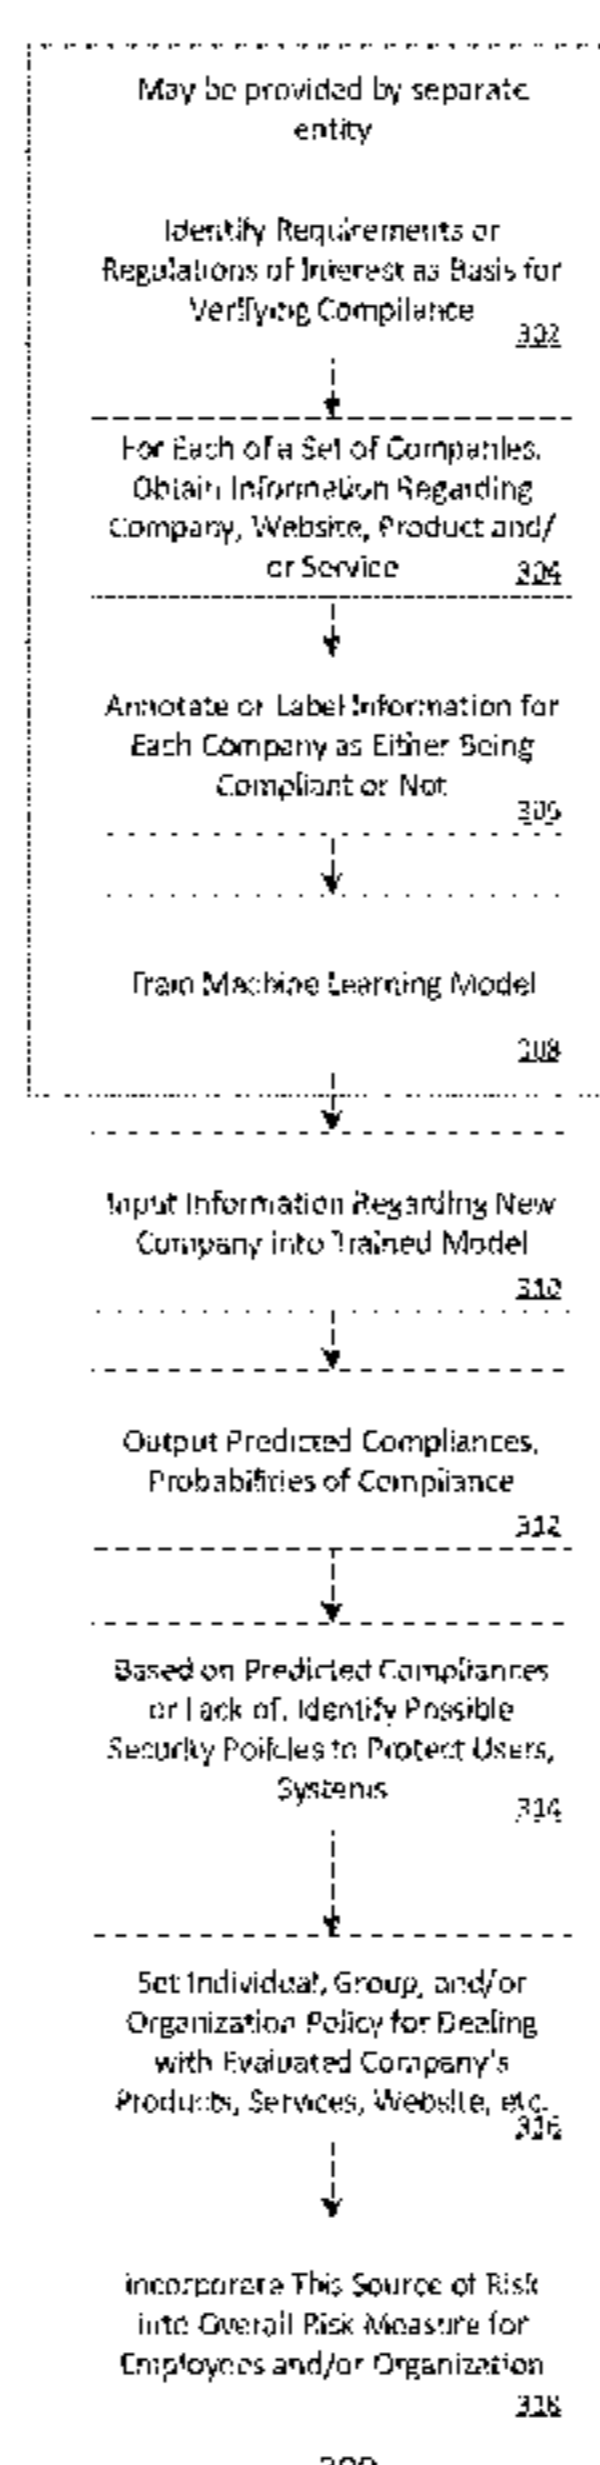 May be provided by separate
entity
Identify Requirements or
Regulations of Interest as Basis for
Verifying Compliance
302
For Each of a Set of Companies,
Obtain Information Regarding
Company, Website, Product and/
or Service
304
Annotate or Label Information for
Each Company as Either Being
Compliant or Not
306
Train Machine Learning Model
308
Input Information Regarding New
Company into Trained Model
310
Output Predicted Compliances,
Probabilities of Compliance
312
Based on Predicted Compliances
or Lack of, Identify Possible
Security Policies to Protect Users,
Systems
314
Set Individual, Group, and/or
Organization Policy for Dealing
with Evaluated Company's
Products, Services, Website, etc.
316
Incorporate This Source of Risk
into Overall Risk Measure for
Employees and/or Organization
318